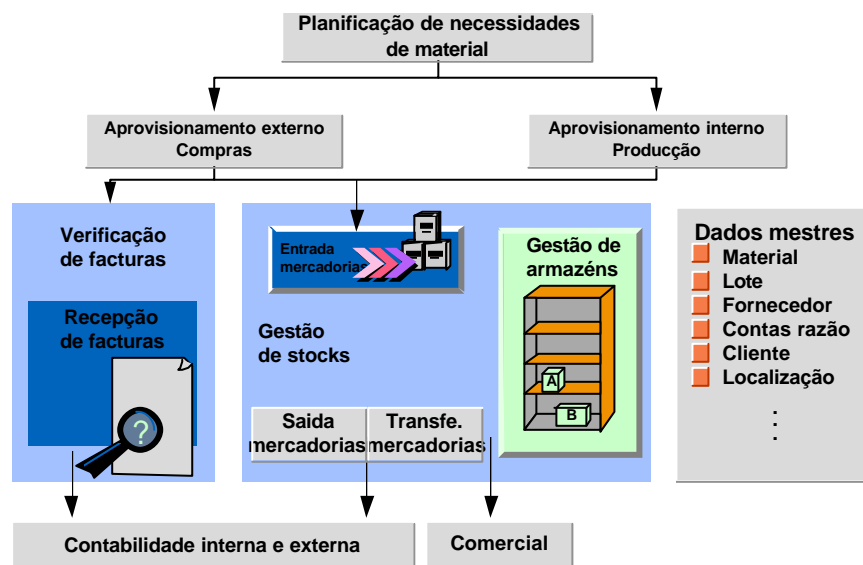 Planificação de necessidades
de material
Aprovisionamento externo
Compras
Aprovisionamento interno
Producção
Verificação
de facturas
Recepção
de facturas
?
Entrada
mercadorias
Gestão
de stocks
Gestão de
armazéns
A
B
Saida
mercadorias
Transfe.
mercadorias
Dados mestres
Material
Lote
Fornecedor
Contas razão
Cliente
Localização
.
.
.
Contabilidade interna e externa
Comercial